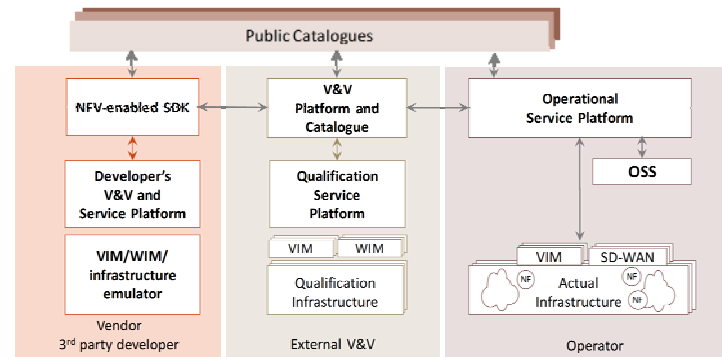 Public Catalogues
NFV-enabled SDK
V&V
Platform and
Catalogue
Operational
Service Platform
OSS
Developer's
V&V and
Service Platform
Qualification
Service
Platform
VIM/WIM/
infrastructure
emulator
VIM
WIM
Qualification
Infrastructure
VIM
SD-WAN
NF
Actual
Infrastructure
NF
NF
Vendor
3rd party developer
External V&V
Operator